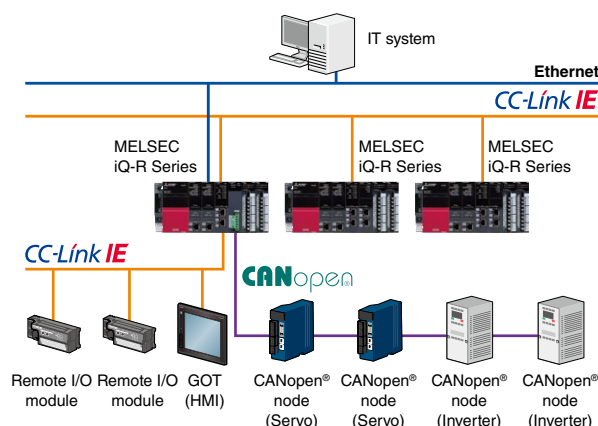 IT system
Ethernet
CC-Link IE
MELSEC
iQ-R Series
MELSEC
iQ-R Series
MELSEC
iQ-R Series
CC-Link IE
CANopen®
Remote I/O
module
Remote I/O
module
GOT
(HMI)
CANopen®
node
(Servo)
CANopen®
node
(Servo)
CANopen®
node
(Inverter)
CANopen®
node
(Inverter)